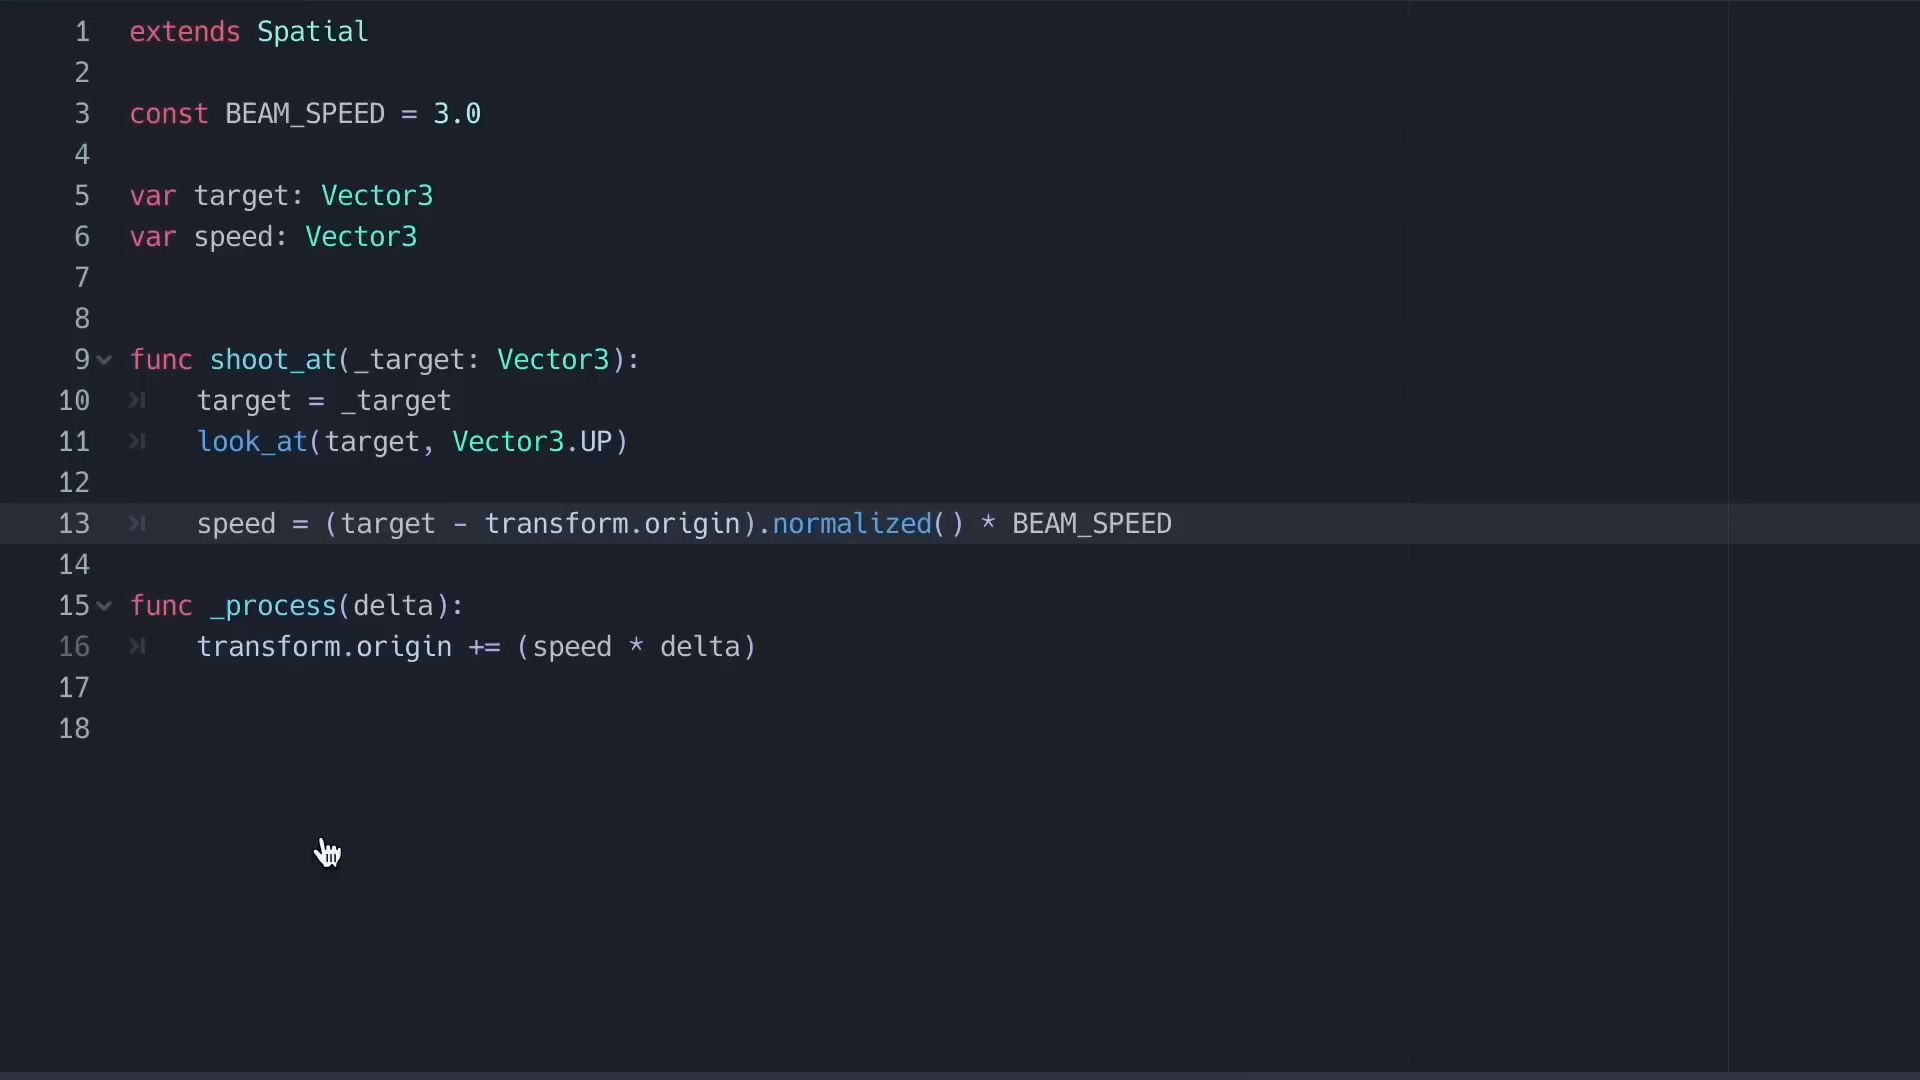 1 extends Spatial
2
3 const BEAM_SPEED = 3.0
4
5 var target: Vector3
6 var speed: Vector3
7
8
9 func shoot_at(_target: Vector3):
10 target = _target
11 look_at(target, Vector3.UP)
12
13 speed = (target - transform.origin).normalized() * BEAM_SPEED
14
15 func _process(delta):
16 transform.origin += (speed * delta)
17
18